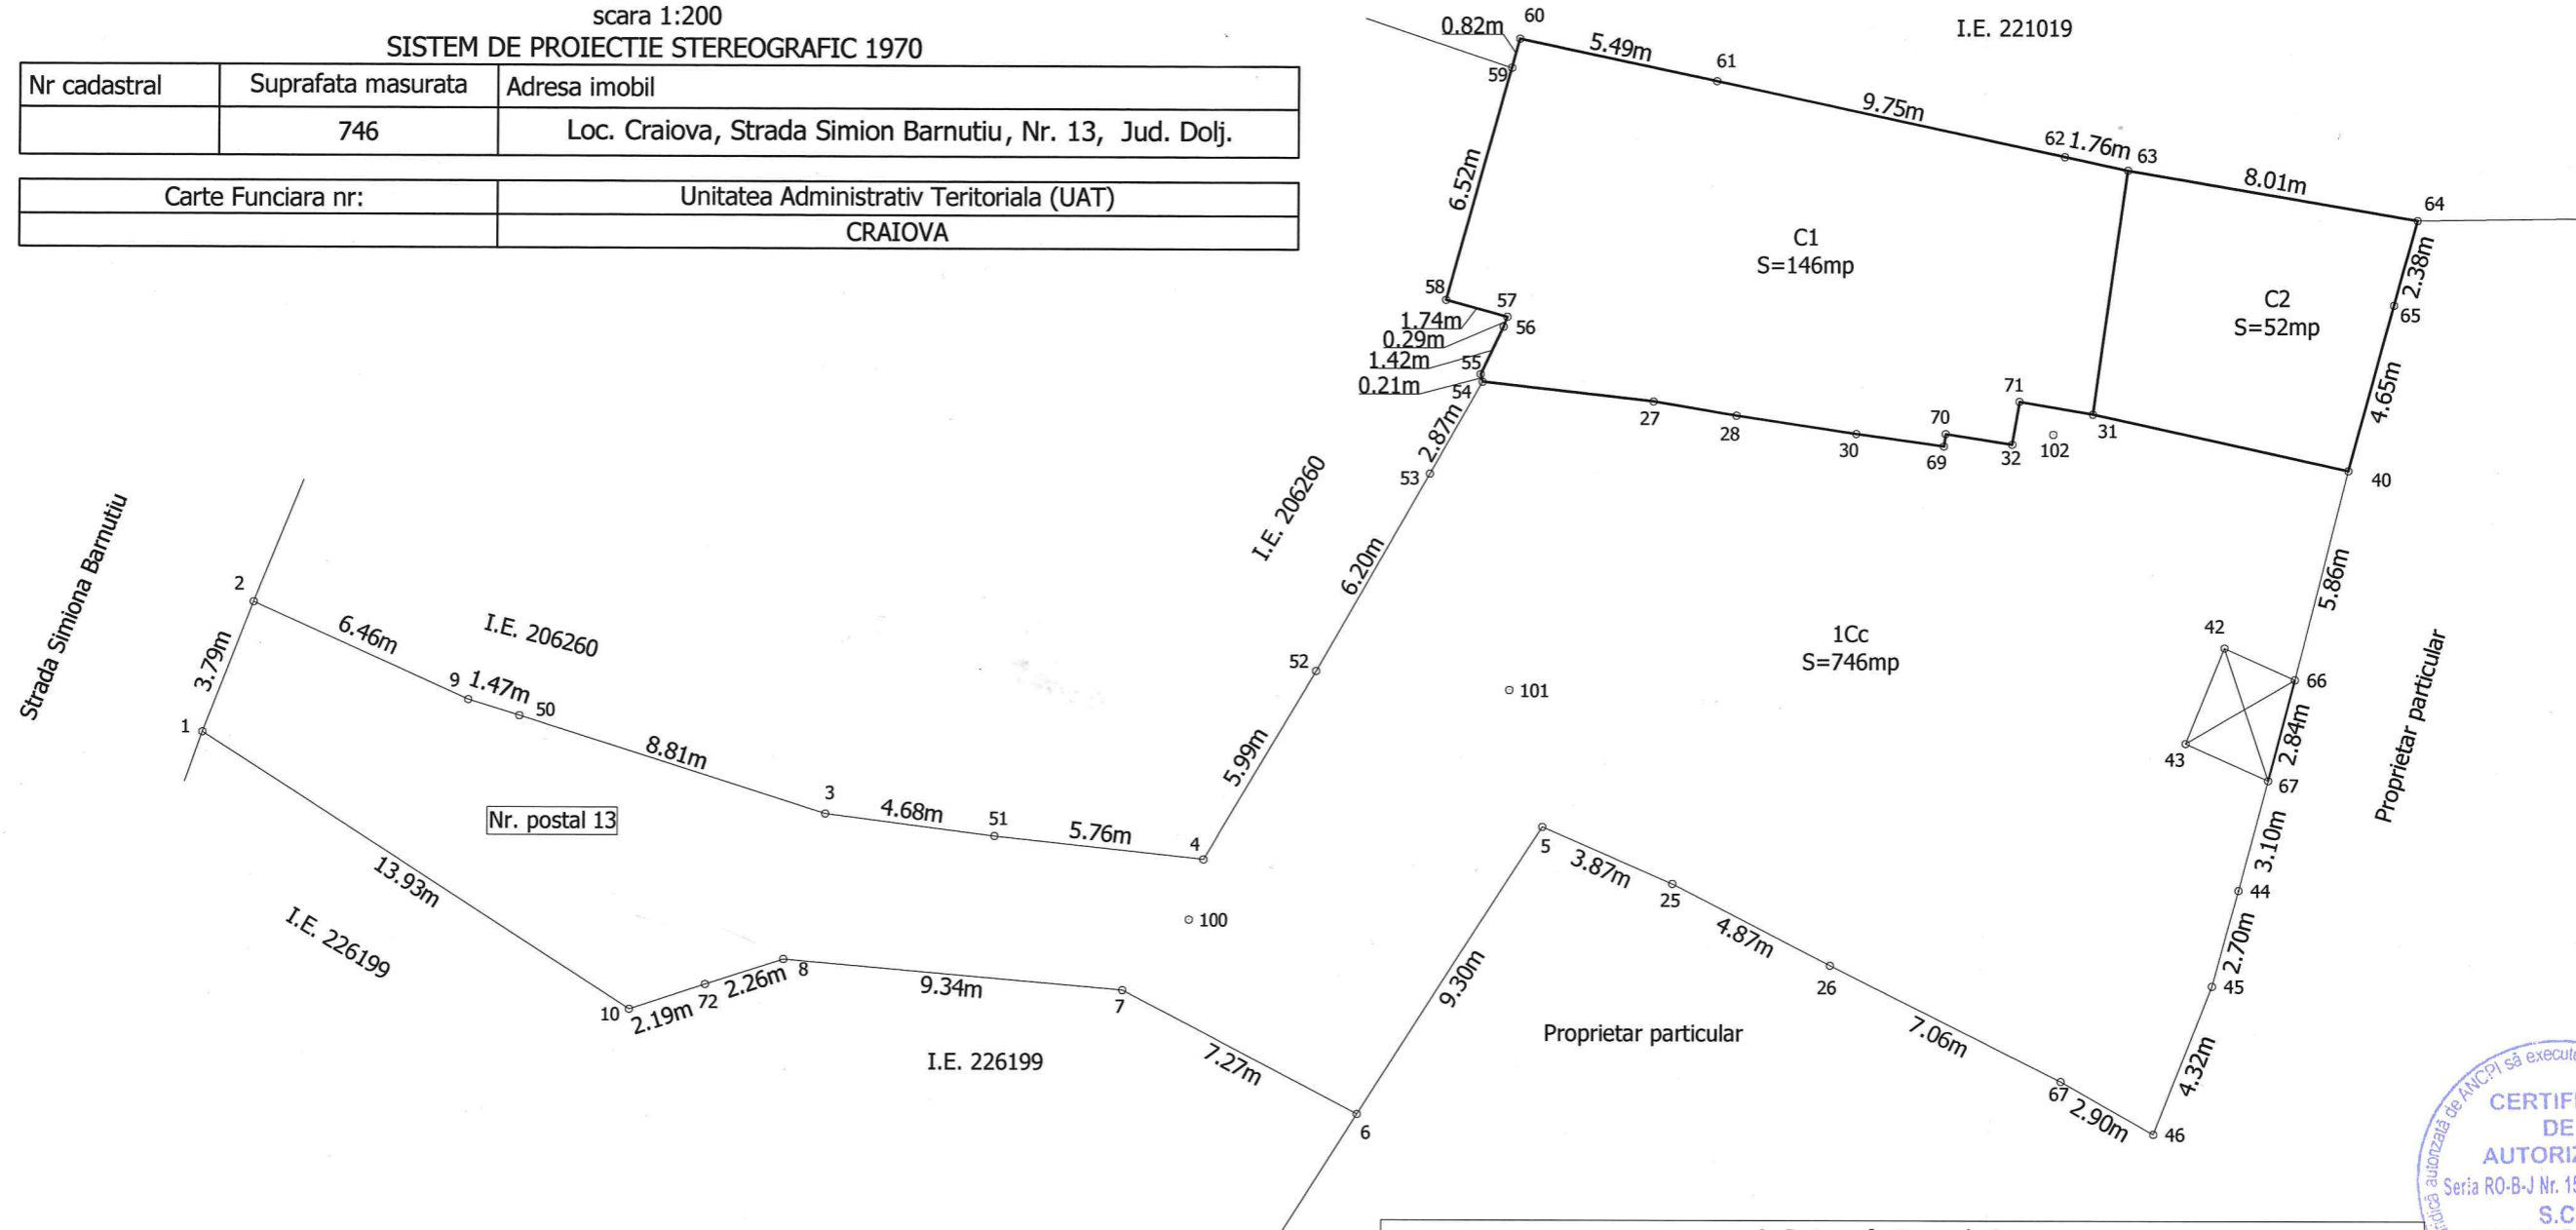 scara 1:200
SISTEM DE PROIECTIE STEREOGRAFIC 1970
Nr cadastral Suprafata masurata Adresa imobil
746 Loc. Craiova, Strada Simion Barnutiu, Nr. 13, Jud. Dolj.
Carte Funciara nr: Unitatea Administrativ Teritoriala (UAT)
CRAIOVA
I.E. 221019
0.82m
60
5.49m
61
59
9.75m
62
1.76m
63
8.01m
64
6.52m
C1
S=146mp
C2
S=52mp
2.38m
65
58
57
1.74m
56
0.29m
1.42m
55
0.21m
54
4.65m
71
27
28
30
70
69
32
102
31
40
2.87m
53
I.E. 206260
6.20m
5.86m
Strada Simiona Barnutiu
2
3.79m
6.46m
I.E. 206260
9
1.47m
50
1
52
101
1Cc
S=746mp
42
66
43
2.84m
67
Proprietar particular
8.81m
5.99m
Nr. postal 13
3
4.68m
51
5.76m
4
5
3.87m
25
3.10m
44
13.93m
I.E. 226199
100
4.87m
26
2.70m
45
10
2.19m
72
2.26m
8
9.34m
7
9.30m
I.E. 226199
7.27m
6
Proprietar particular
7.06m
67
2.90m
4.32m
46
autorizată de ANCPI să execute
CERTIF
DE
AUTORIZ
Seria RO-B-J Nr. 15
S.C